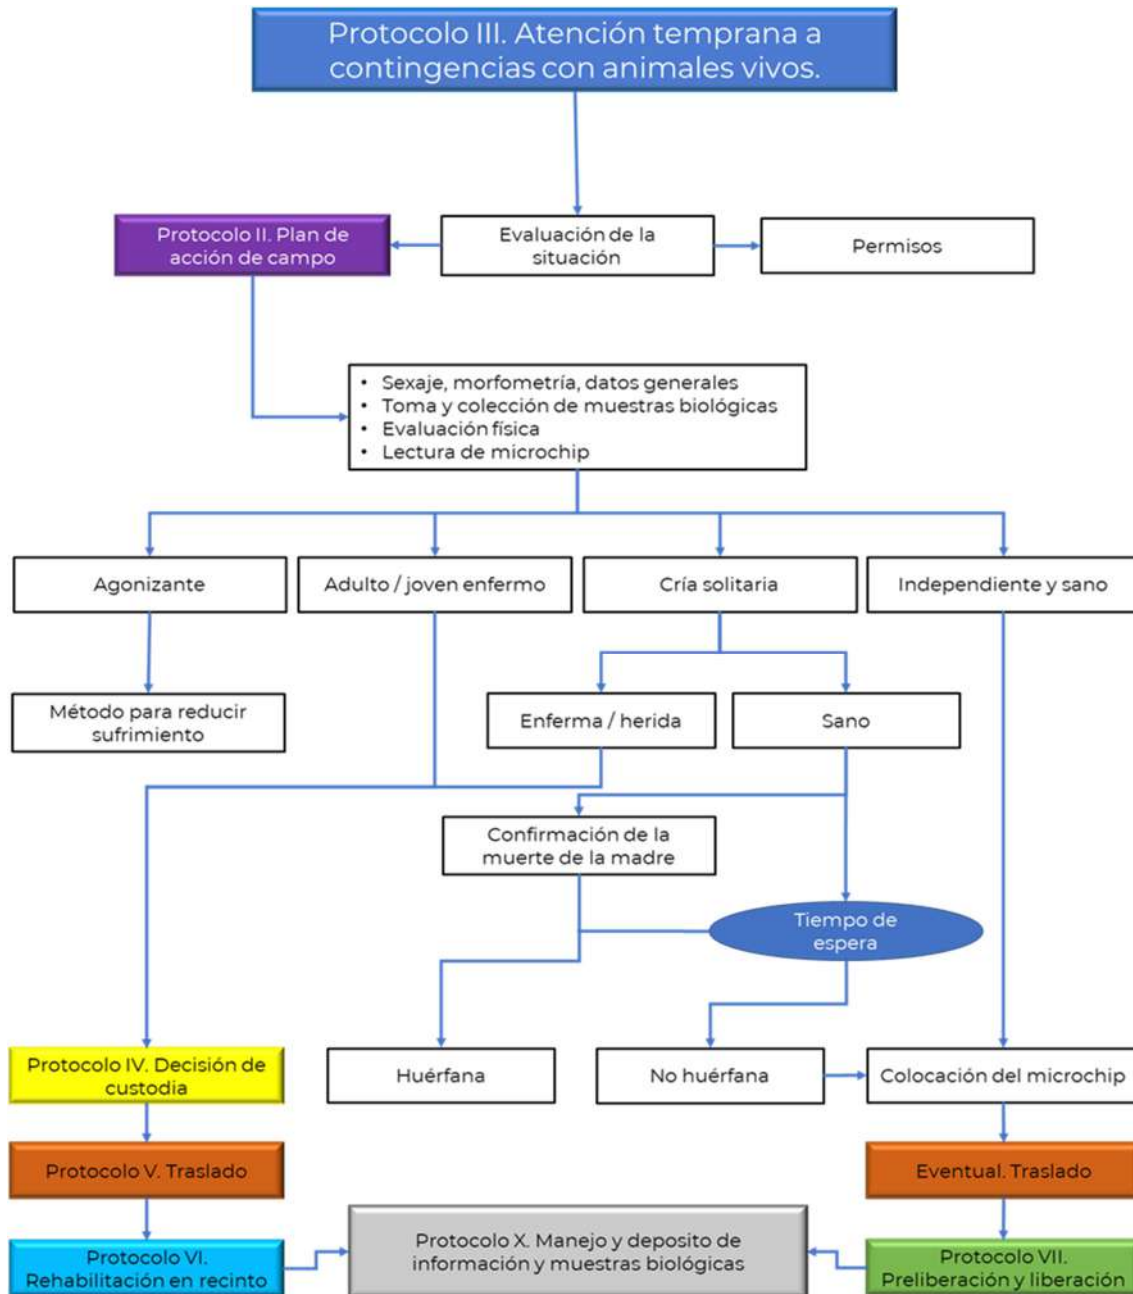 Protocolo III. Atención temprana a
contingencias con animales vivos.
Protocolo II. Plan de
acción de campo
Evaluación de la
situación
Permisos
• Sexaje, morfometría, datos generales
• Toma y colección de muestras biológicas
• Evaluación física
• Lectura de microchip
Agonizante
Adulto / joven enfermo
Cría solitaria
Independiente y sano
Método para reducir
sufrimiento
Enferma / herida
Sano
Confirmación de la
muerte de la madre
Tiempo de
espera
Protocolo IV. Decisión de
custodia
Huérfana
No huérfana
Colocación del microchip
Protocolo V. Traslado
Eventual. Traslado
Protocolo VI.
Rehabilitación en recinto
Protocolo X. Manejo y deposito de
información y muestras biológicas
Protocolo VII.
Preliberación y liberación